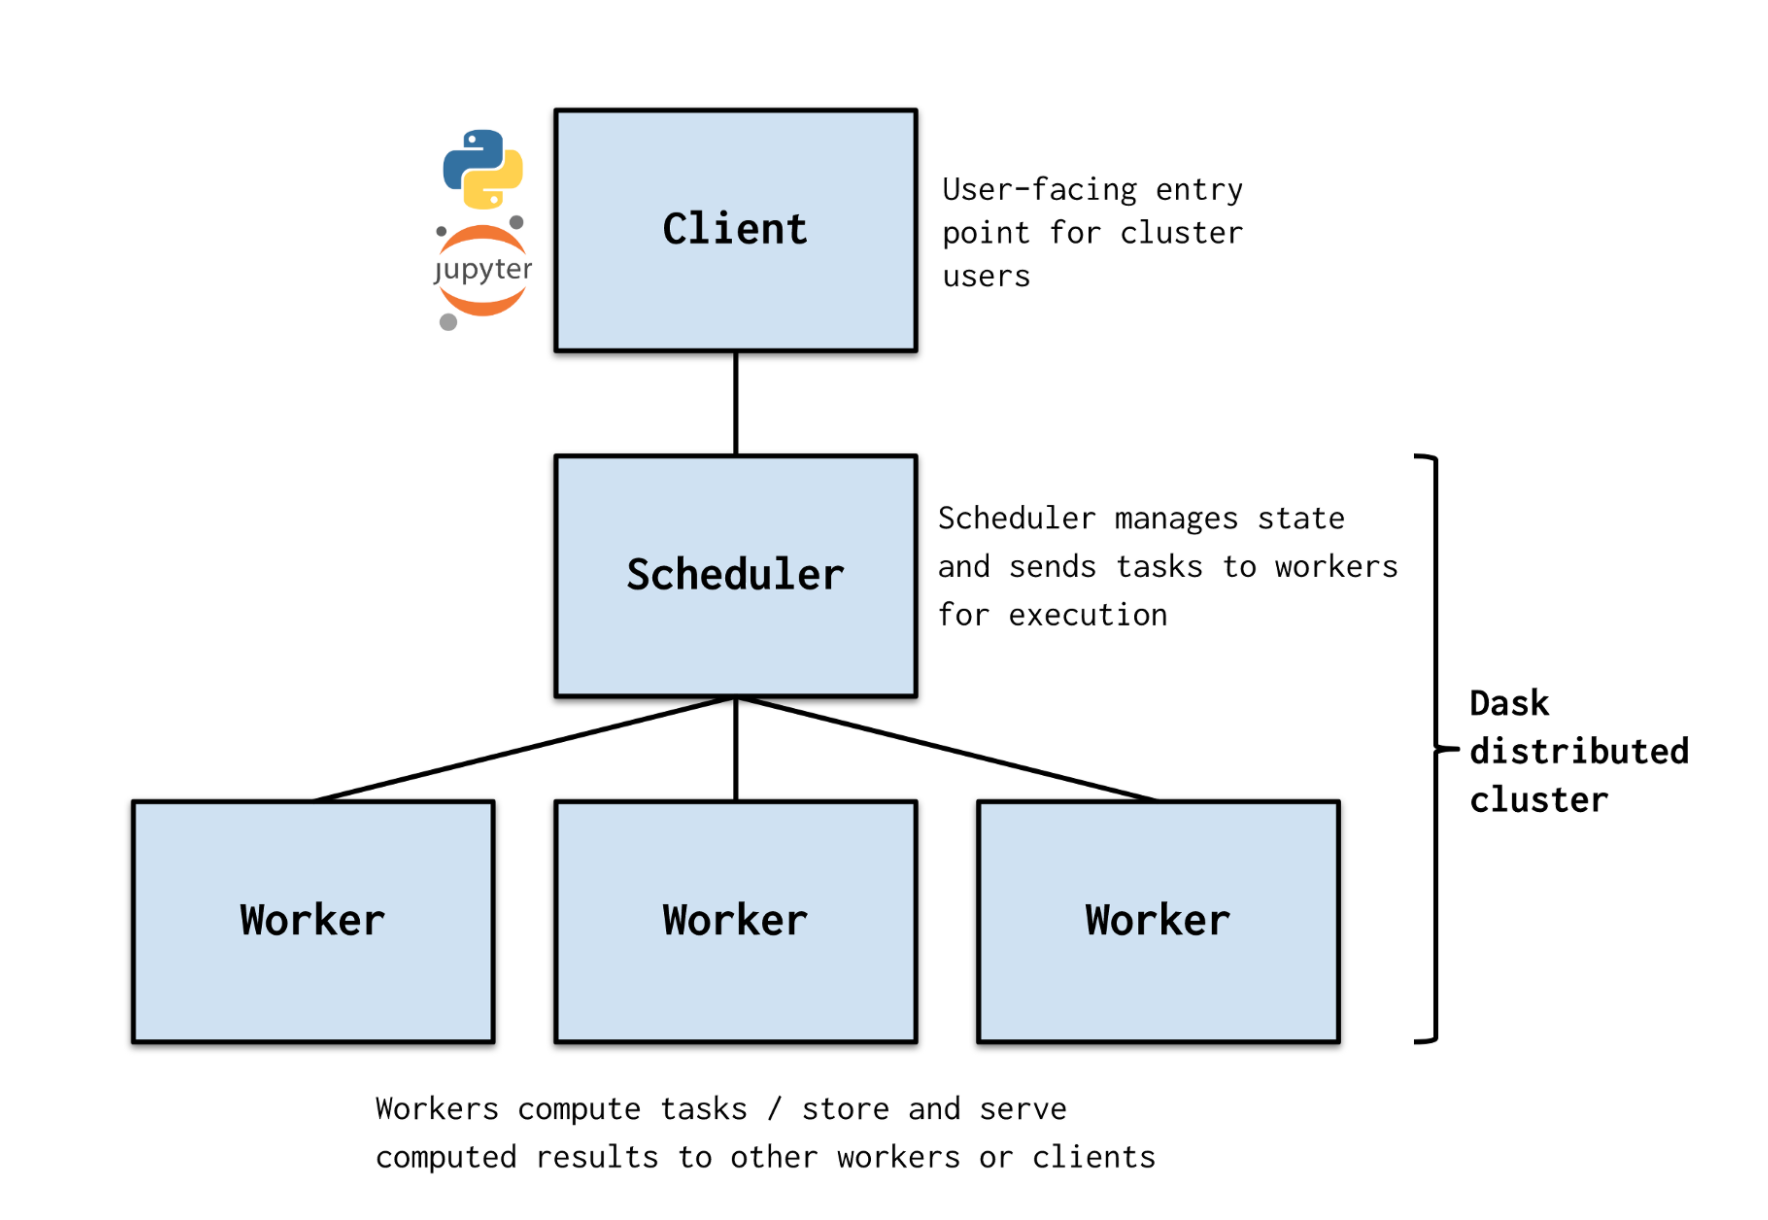 Client
User-facing entry
point for cluster
users
jupyter
Scheduler
Scheduler manages state
and sends tasks to workers
for execution
Dask
distributed
cluster
Worker
Worker
Worker
Workers compute tasks / store and serve
computed results to other workers or clients